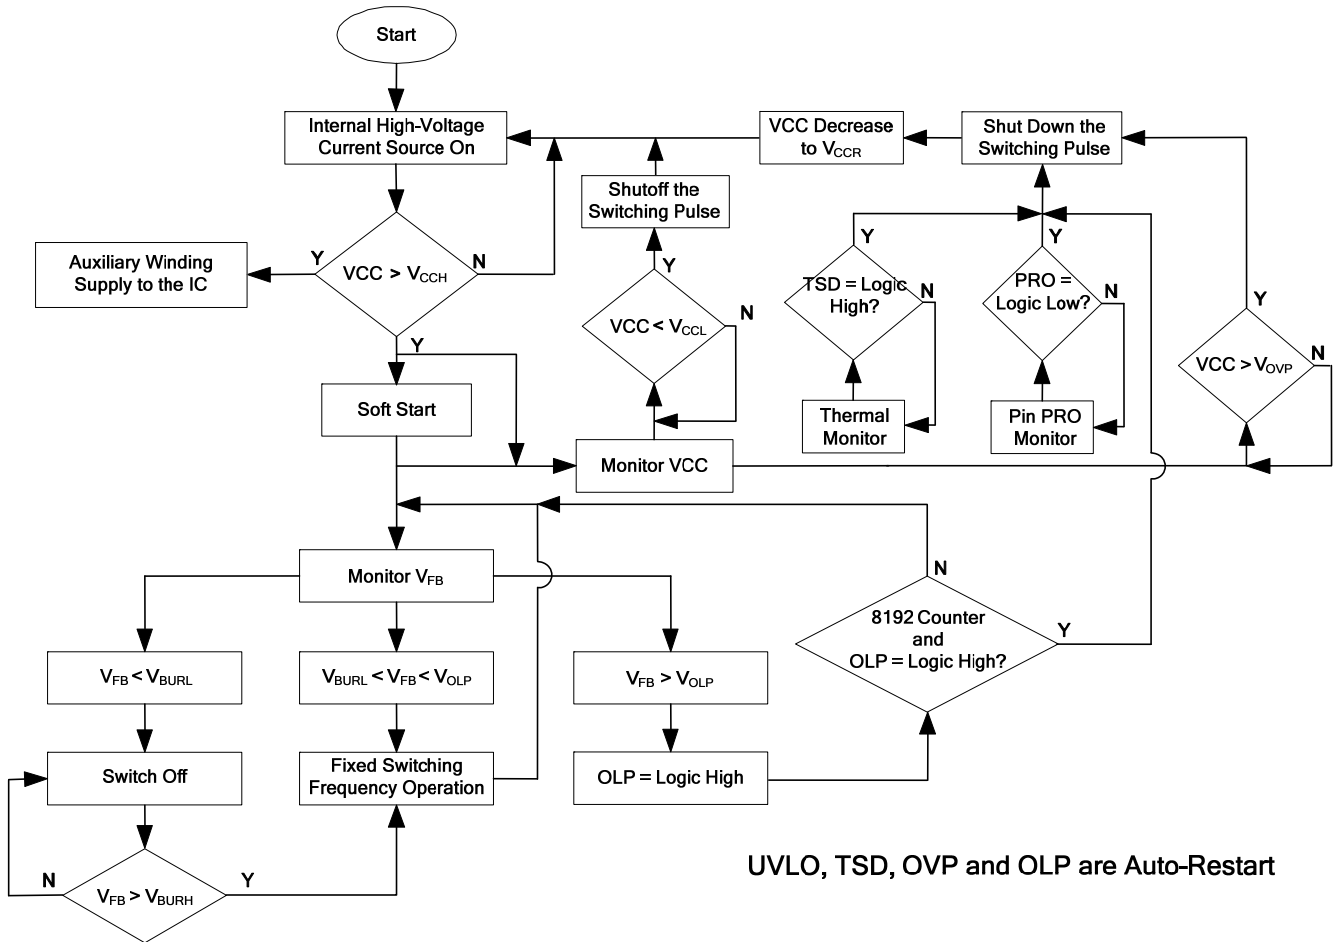 Start
Internal High-Voltage
Current Source On
VCC Decrease
to VCCR
Shut Down the
Switching Pulse
Shutoff the
Switching Pulse
Auxiliary Winding
Supply to the IC
Y
VCC > VCCH
N
Y
VCC < VCCL
Y
N
TSD = Logic
High?
Y
N
PRO =
Logic Low?
Y
N
VCC > VOVP
Y
N
Soft Start
Thermal
Monitor
Pin PRO
Monitor
Monitor VCC
Monitor VFB
8192 Counter
and
OLP = Logic High?
N
Y
VFB < VBURL
VBURL < VFB < VOLP
VFB > VOLP
Switch Off
Fixed Switching
Frequency Operation
OLP = Logic High
N
VFB > VBURH
Y
UVLO, TSD, OVP and OLP are Auto-Restart